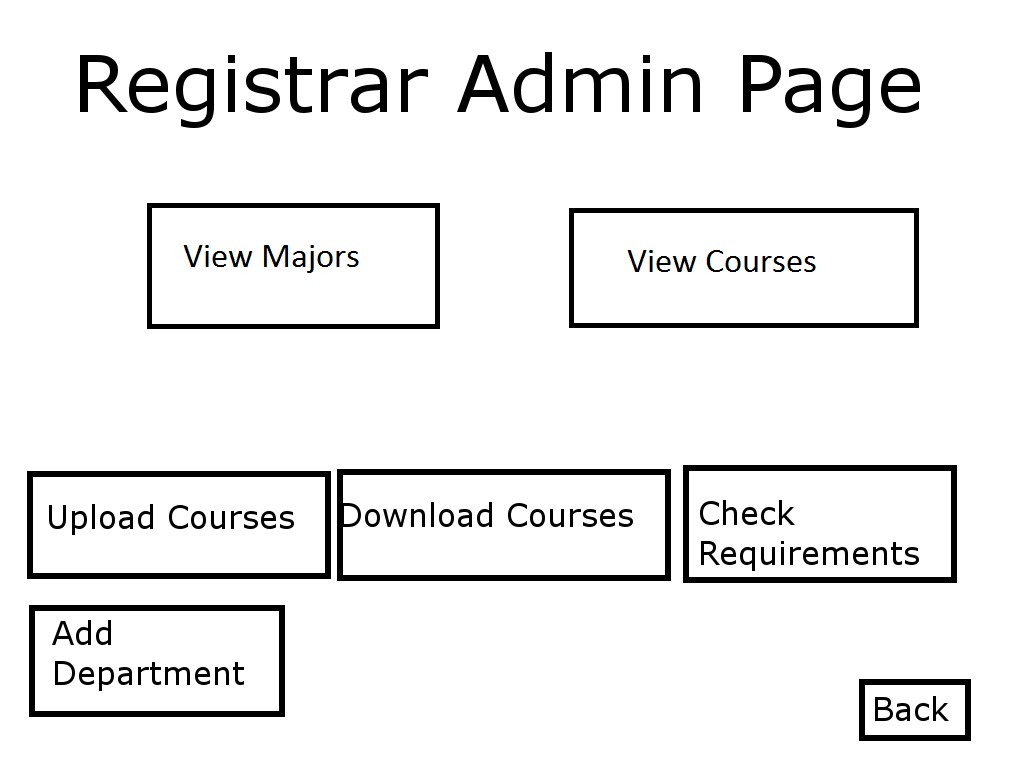 Registrar Admin Page
View Majors
View Courses
Upload Courses
Download Courses
Check
Requirements
Add
Department
Back